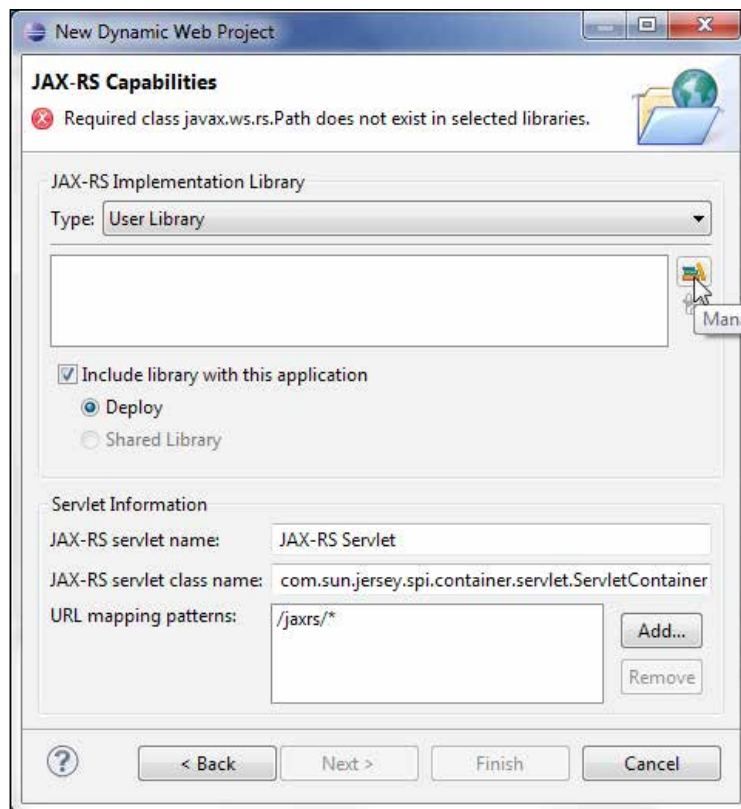 New Dynamic Web Project
JAX-RS Capabilities
Required class javax.ws.rs.Path does not exist in selected libraries.
JAX-RS Implementation Library
Type: User Library
Man
Include library with this application
Deploy
Shared Library
Servlet Information
JAX-RS servlet name: JAX-RS Servlet
JAX-RS servlet class name: com.sun.jersey.spi.container.servlet.ServletContainer
URL mapping patterns: /jaxrs/*
Add...
Remove
? < Back Next > Finish Cancel